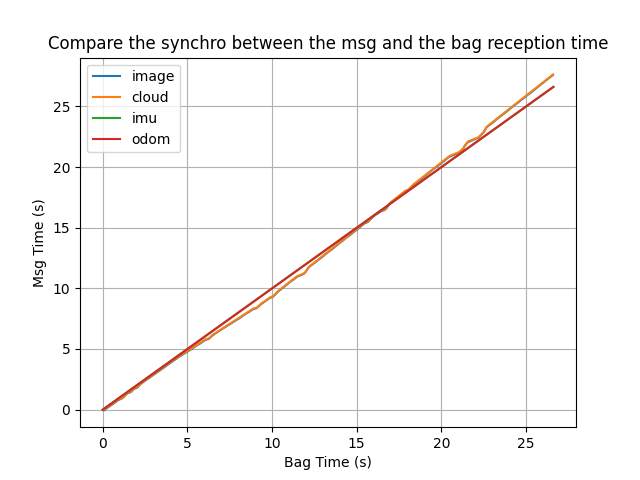 Compare the synchro between the msg and the bag reception time
image
cloud
imu
odom
25
20
15
10
5
0
Msg Time (s)
0 5 10 15 20 25
Bag Time (s)